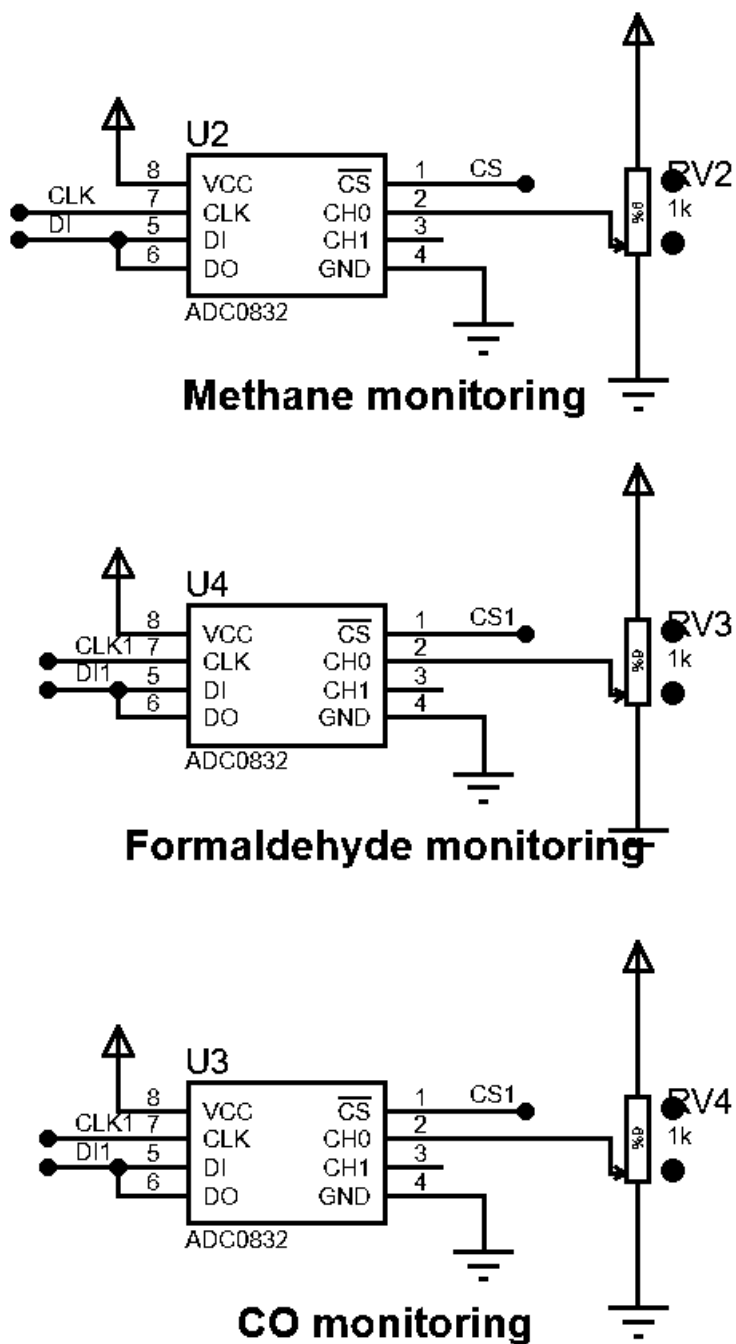 U2
8 VCC CS 1 CS
CLK 7 CLK CH0 2
DI 5 DI CH1 3
6 DO GND 4
ADC0832
RV2
1k
Methane monitoring
U4
8 VCC CS 1 CS1
CLK1 7 CLK CH0 2
DI1 5 DI CH1 3
6 DO GND 4
ADC0832
RV3
1k
Formaldehyde monitoring
U3
8 VCC CS 1 CS1
CLK1 7 CLK CH0 2
DI1 5 DI CH1 3
6 DO GND 4
ADC0832
RV4
1k
CO monitoring